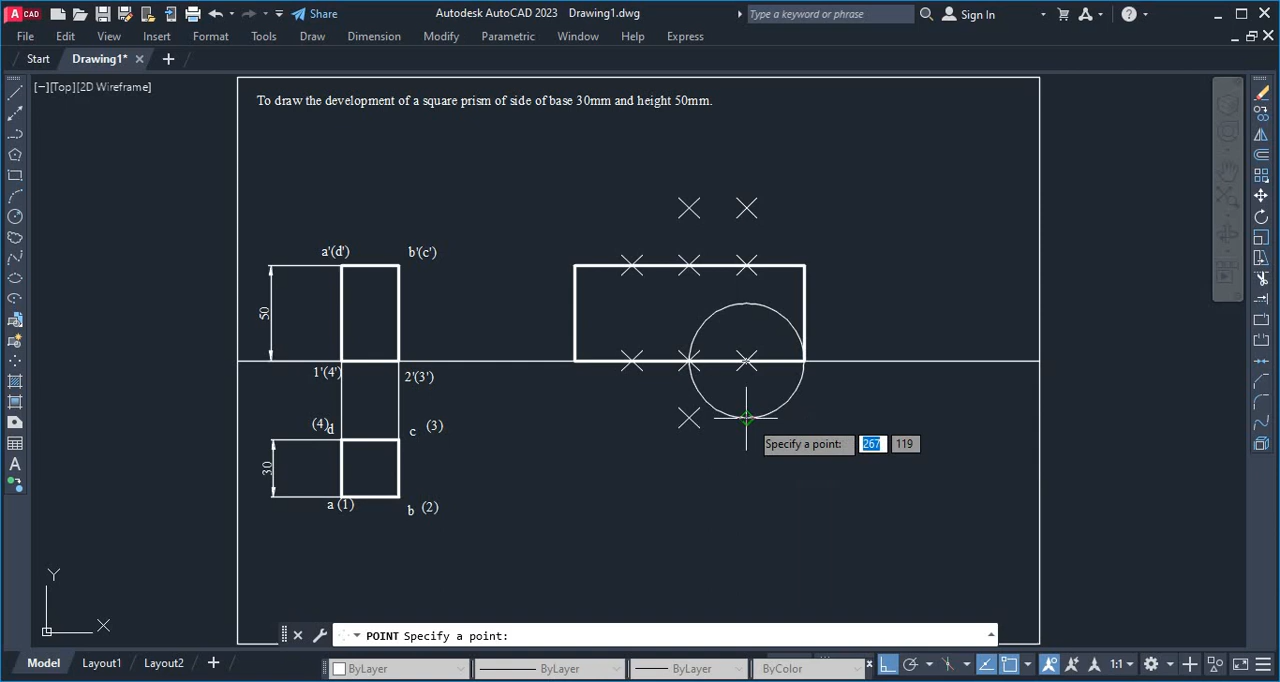 A CAD Share Autodesk AutoCAD 2023 Drawing1.dwg Type a keyword or phrase Sign In
File Edit View Insert Format Tools Draw Dimension Modify Parametric Window Help Express
Start Drawing1*
[−][Top][2D Wireframe]
To draw the development of a square prism of side of base 30mm and height 50mm.
a'(d') b'(c')
50
1'(4') 2'(3')
(4)d c (3)
30
a (1) b (2)
Specify a point: 267 119
Y
X
POINT Specify a point:
Model Layout1 Layout2 ByLayer ByLayer ByLayer ByColor 1:1